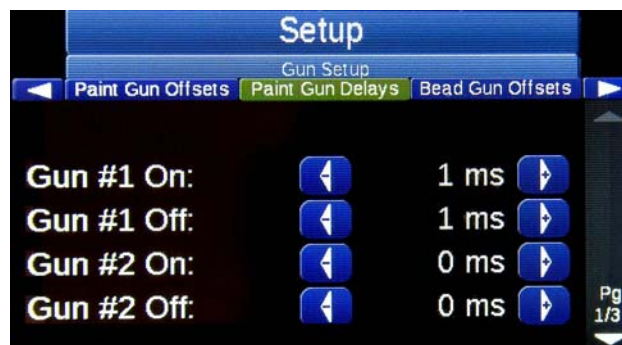 Setup
Gun Setup
Paint Gun Offsets Paint Gun Delays Bead Gun Offsets
Gun #1 On: - 1 ms +
Gun #1 Off: - 1 ms +
Gun #2 On: - 0 ms +
Gun #2 Off: - 0 ms +
Pg
1/3